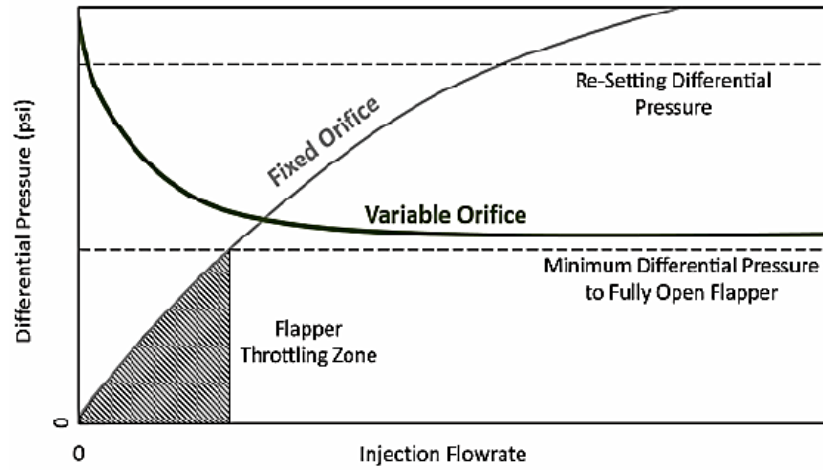 Differential Pressure (psi)
Re-Setting Differential
Pressure
Fixed Orifice
Variable Orifice
Minimum Differential Pressure
to Fully Open Flapper
Flapper
Throttling Zone
0
0
Injection Flowrate